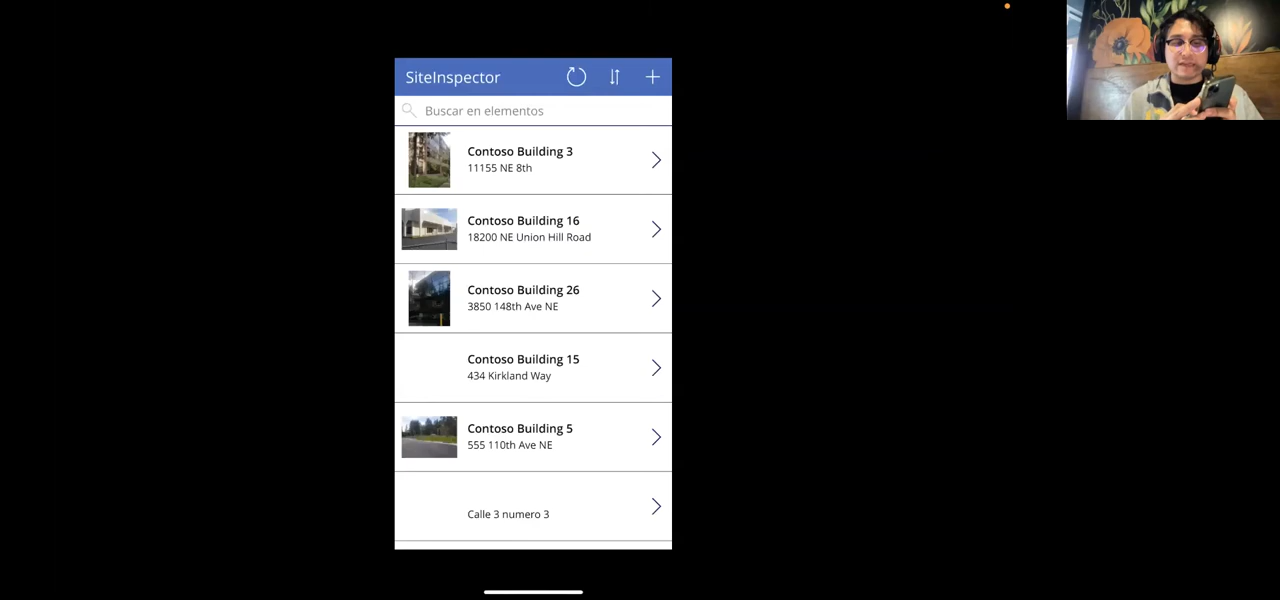 SiteInspector
Buscar en elementos
Contoso Building 3
11155 NE 8th
Contoso Building 16
18200 NE Union Hill Road
Contoso Building 26
3850 148th Ave NE
Contoso Building 15
434 Kirkland Way
Contoso Building 5
555 110th Ave NE
Calle 3 numero 3